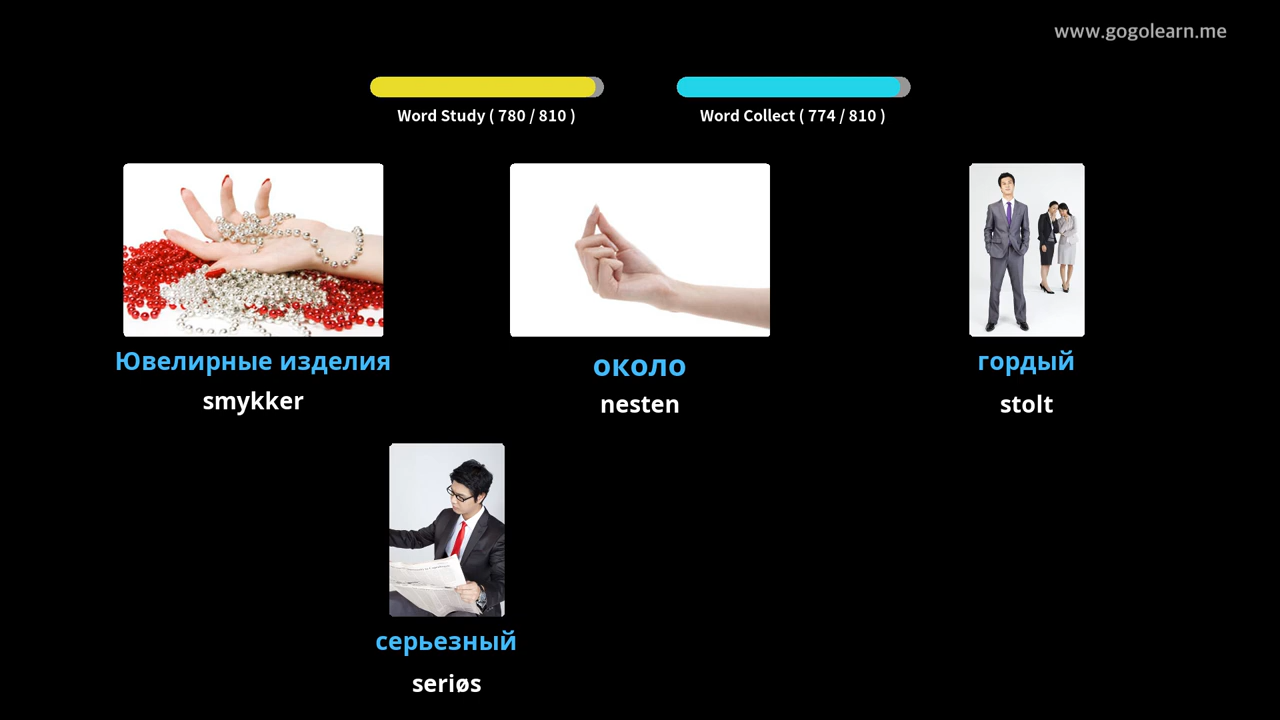 www.gogolearn.me
Word Study ( 780 / 810 )
Word Collect ( 774 / 810 )
Ювелирные изделия
smykker
около
nesten
гордый
stolt
серьезный
seriøs